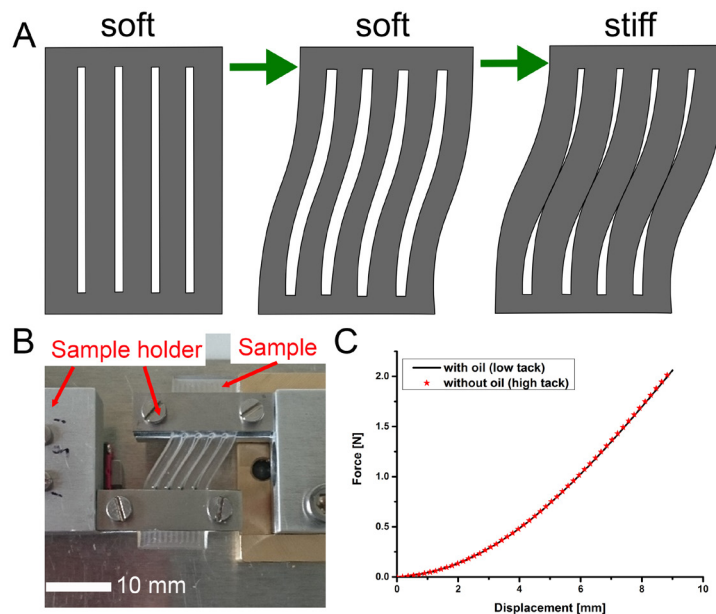 A
soft
soft
stiff
B
Sample holder
Sample
10 mm
C
with oil (low tack)
without oil (high tack)
2.0
1.5
1.0
0.5
0.0
Force [N]
0
2
4
6
8
10
Displacement [mm]